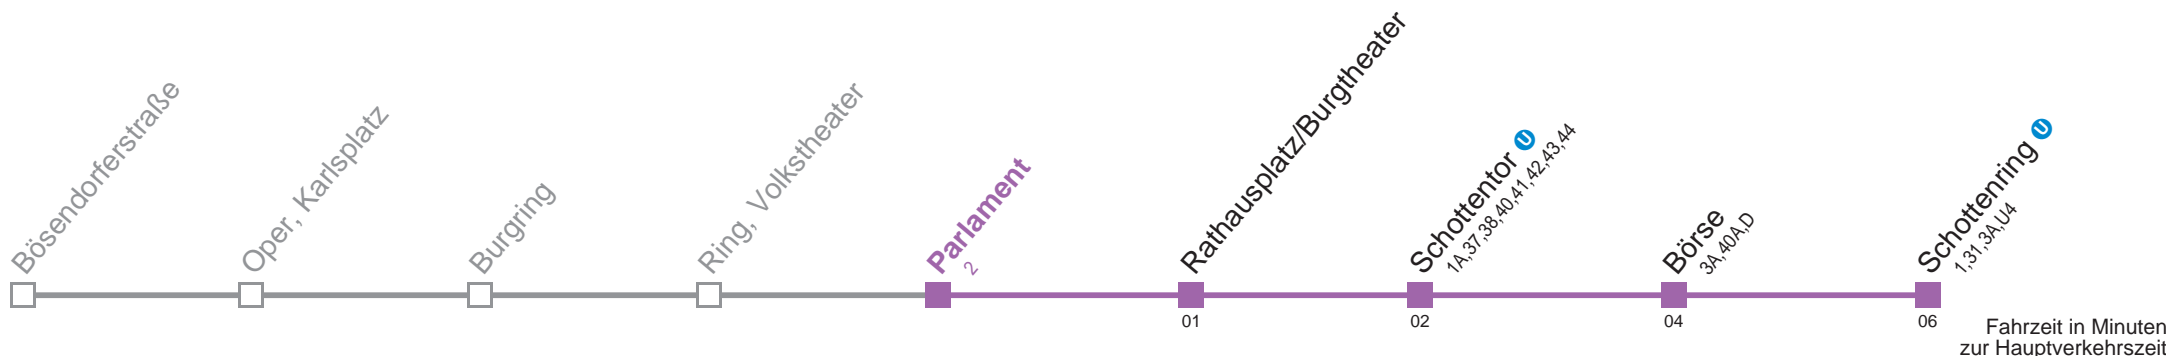 Bösendorferstraße
Oper, Karlsplatz
Burgring
Ring, Volkstheater
Parlament
2
Rathausplatz/Burgtheater
Schottentor U
1A,37,38,40,41,42,43,44
Börse
3A,40A,D
Schottenring U
1,31,3A,U4
01
02
04
06
Fahrzeit in Minuten
zur Hauptverkehrszeit